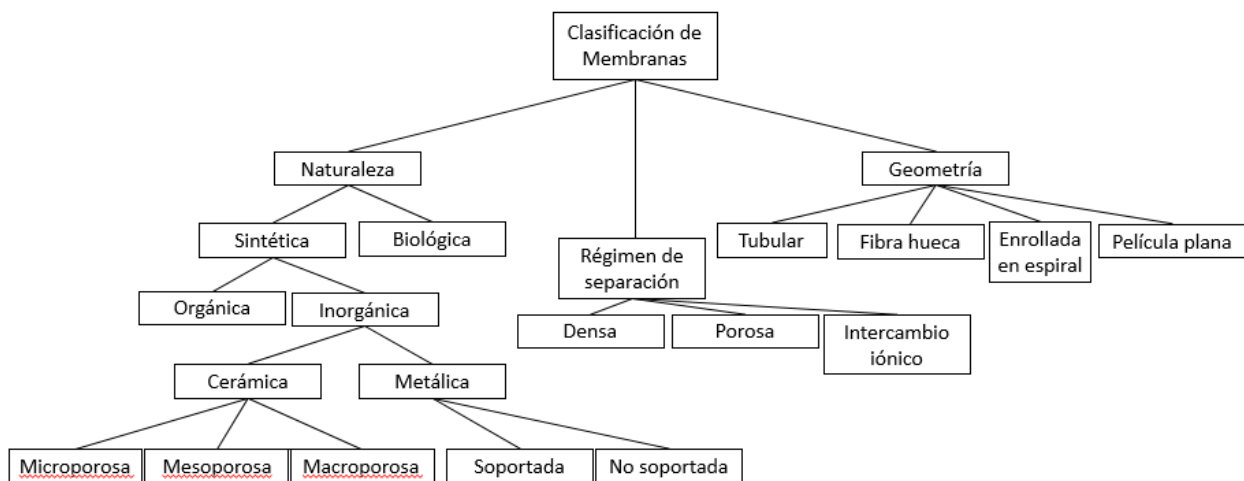 Clasificación de
Membranas
Naturaleza
Geometría
Sintética
Biológica
Régimen de
separación
Tubular
Fibra hueca
Enrollada
en espiral
Película plana
Orgánica
Inorgánica
Densa
Porosa
Intercambio
iónico
Cerámica
Metálica
Microporosa
Mesoporosa
Macroporosa
Soportada
No soportada